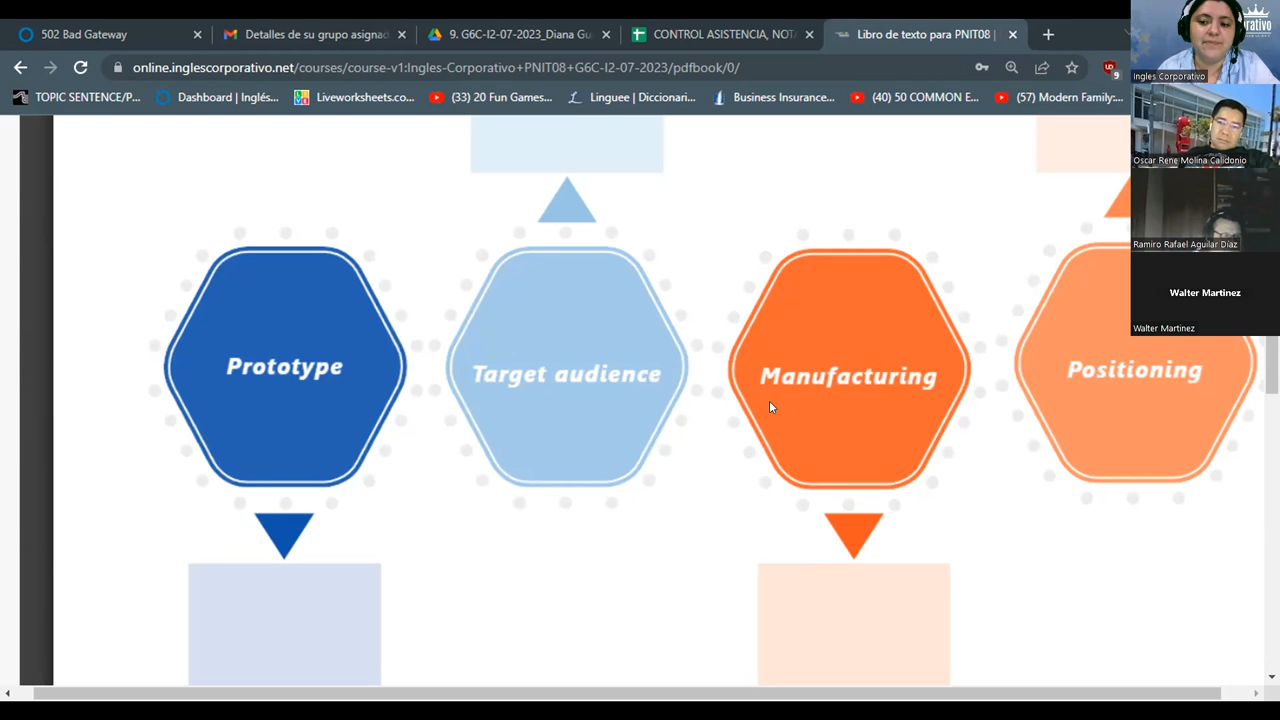 502 Bad Gateway
Detalles de su grupo asignad
9. G6C-I2-07-2023_Diana Gu
CONTROL ASISTENCIA, NOT
Libro de texto para PNIT08 |
online.inglescorporativo.net/courses/course-v1:Ingles-Corporativo+PNIT08+G6C-I2-07-2023/pdfbook/0/
9
TOPIC SENTENCE/P...
Dashboard | Inglés...
Liveworksheets.co...
(33) 20 Fun Games...
Linguee | Diccionari...
Business Insurance...
(40) 50 COMMON E...
(57) Modern Family:...
Ingles Corporativo
Oscar Rene Molina Calidonio
Ramiro Rafael Aguilar Díaz
Walter Martinez
Walter Martinez
Prototype
Target audience
Manufacturing
Positioning